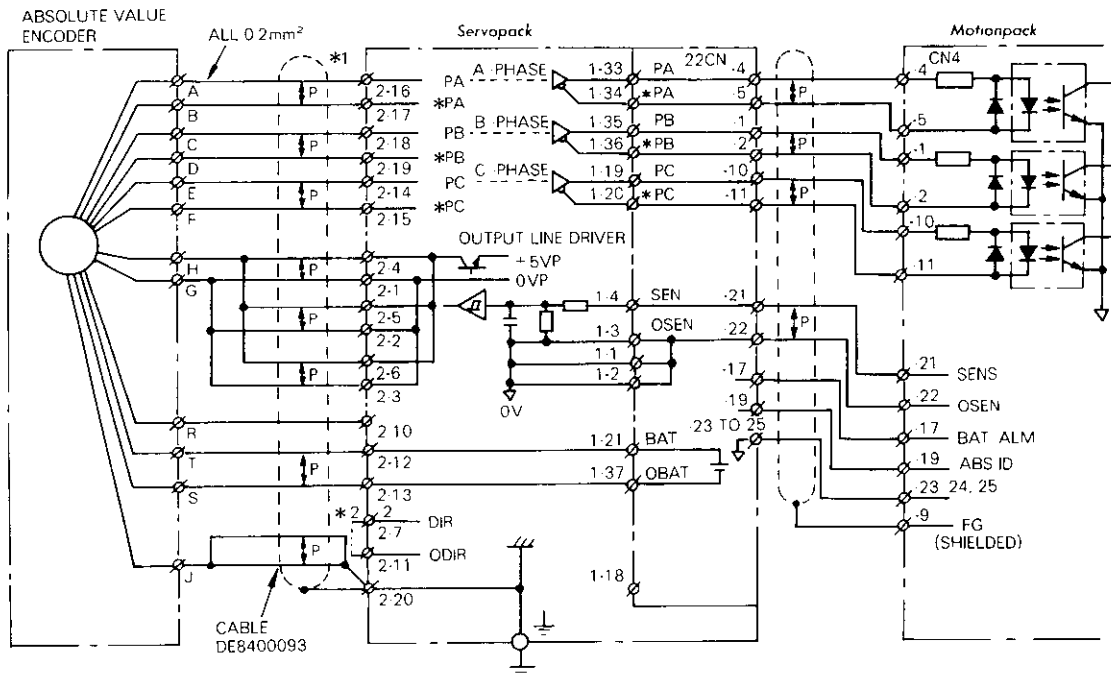 ABSOLUTE VALUE
ENCODER
ALL 0 2mm²
*1
Servopack
22CN
Motionpack
CN4
A
B
C
D
E
F
H
G
R
T
S
J
P
P
P
P
P
P
P
P
2-16
2-17
2-18
2-19
2-14
2-15
2-4
2-1
2-5
2-2
2-6
2-3
2-10
2-12
2-13
*2
2
2-7
2-11
2-20
PA
*PA
PB
*PB
PC
*PC
A PHASE
B PHASE
C PHASE
OUTPUT LINE DRIVER
+5VP
0VP
DIR
ODIR
1-33
1-34
1-35
1-36
1-19
1-20
1-4
1-3
1-1
1-2
0V
1-21
1-37
1-18
PA
*PA
PB
*PB
PC
*PC
SEN
OSEN
BAT
OBAT
-4
-5
-1
-2
-10
-11
-21
-22
-17
-19
-23 TO 25
P
P
P
P
-4
-5
-1
-2
-10
-11
-21
SENS
-22
OSEN
-17
BAT ALM
-19
ABS ID
-23 24, 25
-9
FG
(SHIELDED)
CABLE
DE8400093